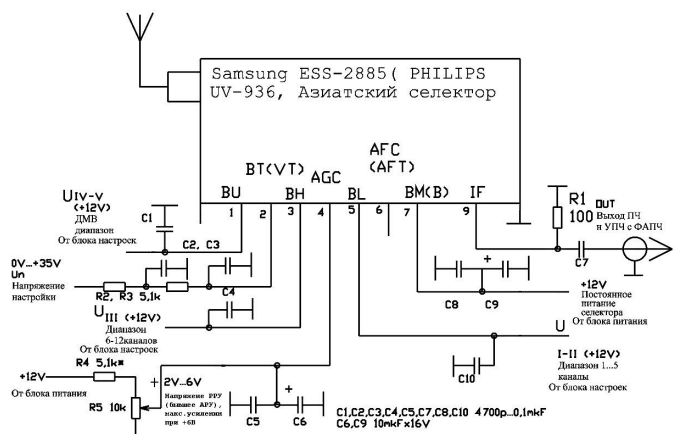 Samsung ESS-2885( PHILIPS
UV-936, Азиатский селектор
AFC
(AFT)
BT(VT)
AGC
BU
BH
BL
BM(B)
IF
1
2
3
4
5
6
7
9
UIV-V
(+12V)
ДМВ
диапазон
От блока настроек
C1
C2, C3
R1
100
OUT
Выход ПЧ
н УПЧ с ФАПЧ
C7
0V...+35V
Un
Напряжение
настройки
R2, R3 5,1k
C4
C8
C9
+
+12V
Постоянное
питание
селектора
От блока питания
UIII (+12V)
Диапазон
6-12каналов
От блока настроек
U
I-II (+12V)
Диапазон 1...5
каналы
От блока настроек
C10
R4 5,1k*
+12V
От блока питания
R5 10k
+ 2V...6V
Напряжене РРУ
(бывшее АРУ),
накс.усилении
при +6В
C5
+
C6
C1,C2,C3,C4,C5,C7,C8,C10 4700p...0,1mkF
C6,C9 10mkFx16V